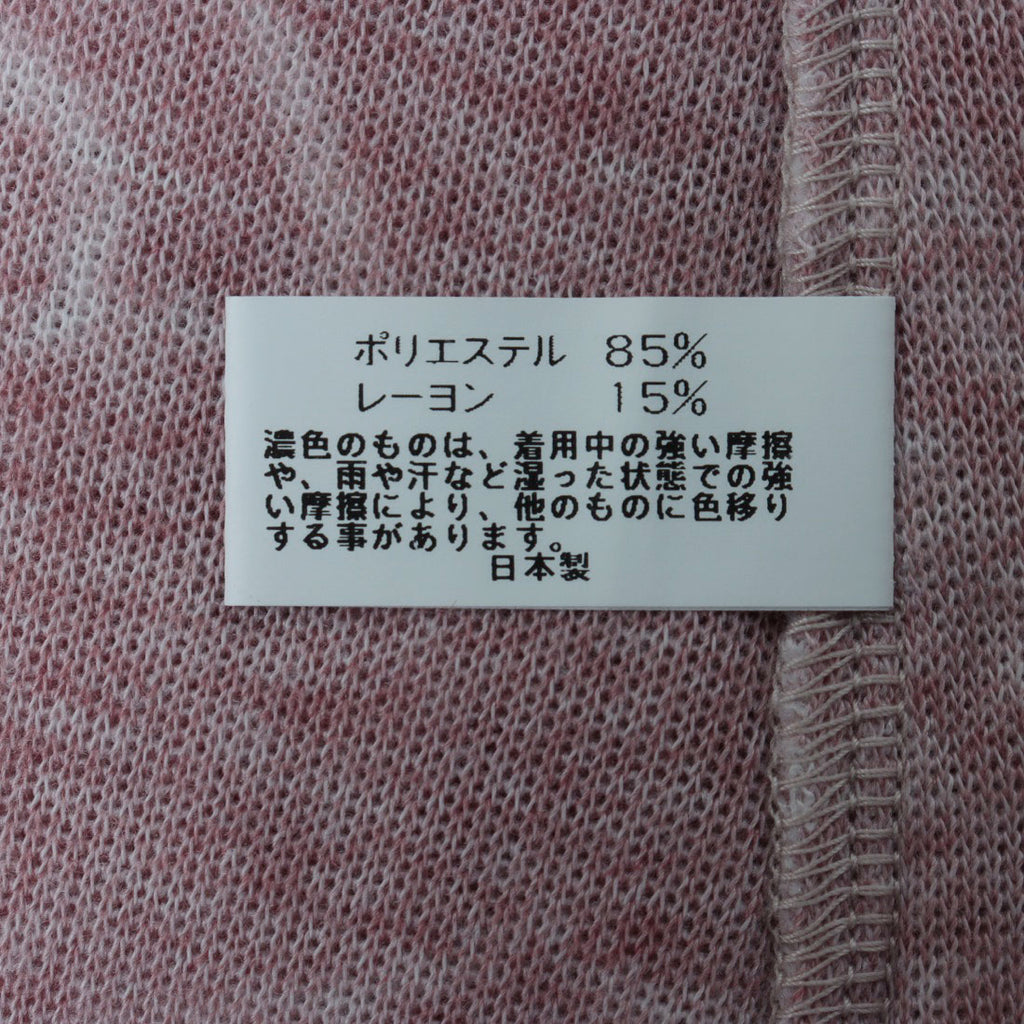 ポリエステル 85%
レーヨン 15%
濃色のものは、着用中の強い摩擦
や、雨や汗など湿った状態での強
い摩擦により、他のものに色移り
する事があります。
日本製